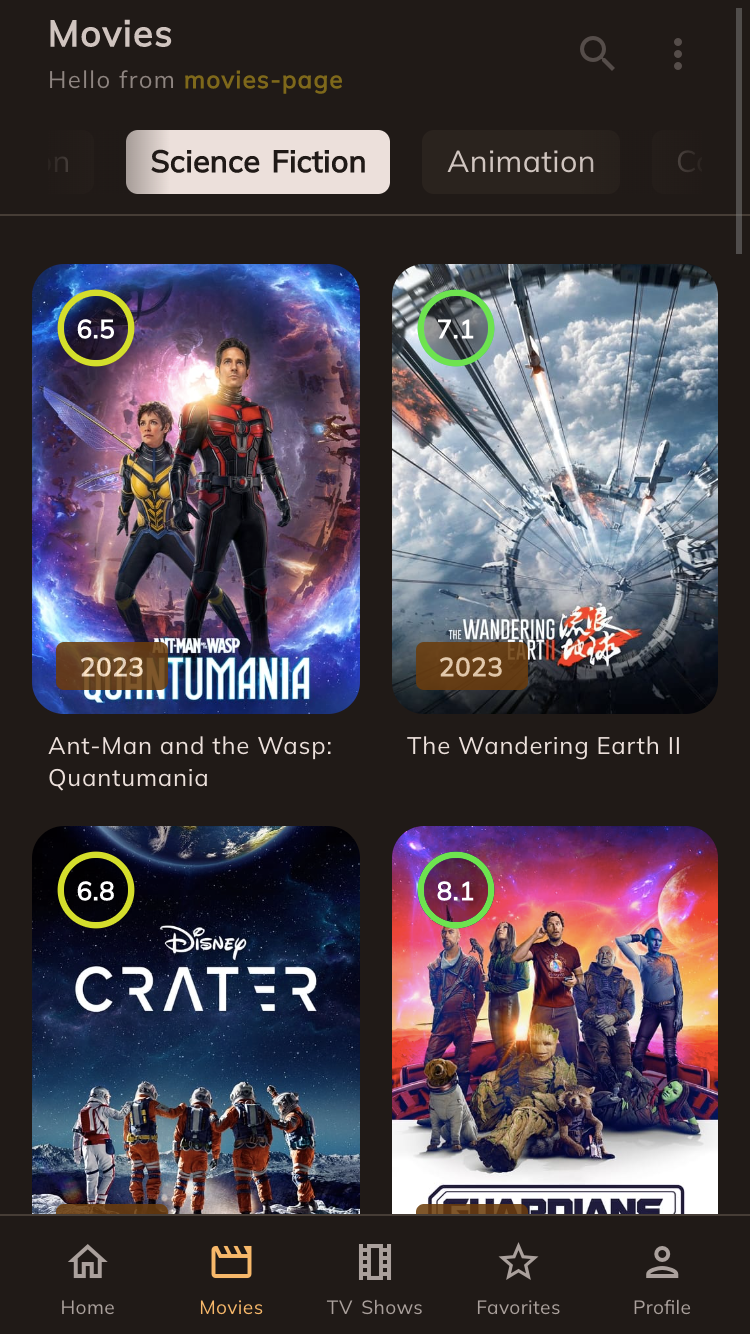 Movies
Hello from movies-page
Science Fiction
Animation
6.5
7.1
ANT-MAN AND THE WASP
QUANTUMANIA
2023
THE WANDERING
EARTH II
流浪
地球
2023
Ant-Man and the Wasp:
Quantumania
The Wandering Earth II
6.8
8.1
DISNEY
CRATER
GUARDIANS
Home
Movies
TV Shows
Favorites
Profile